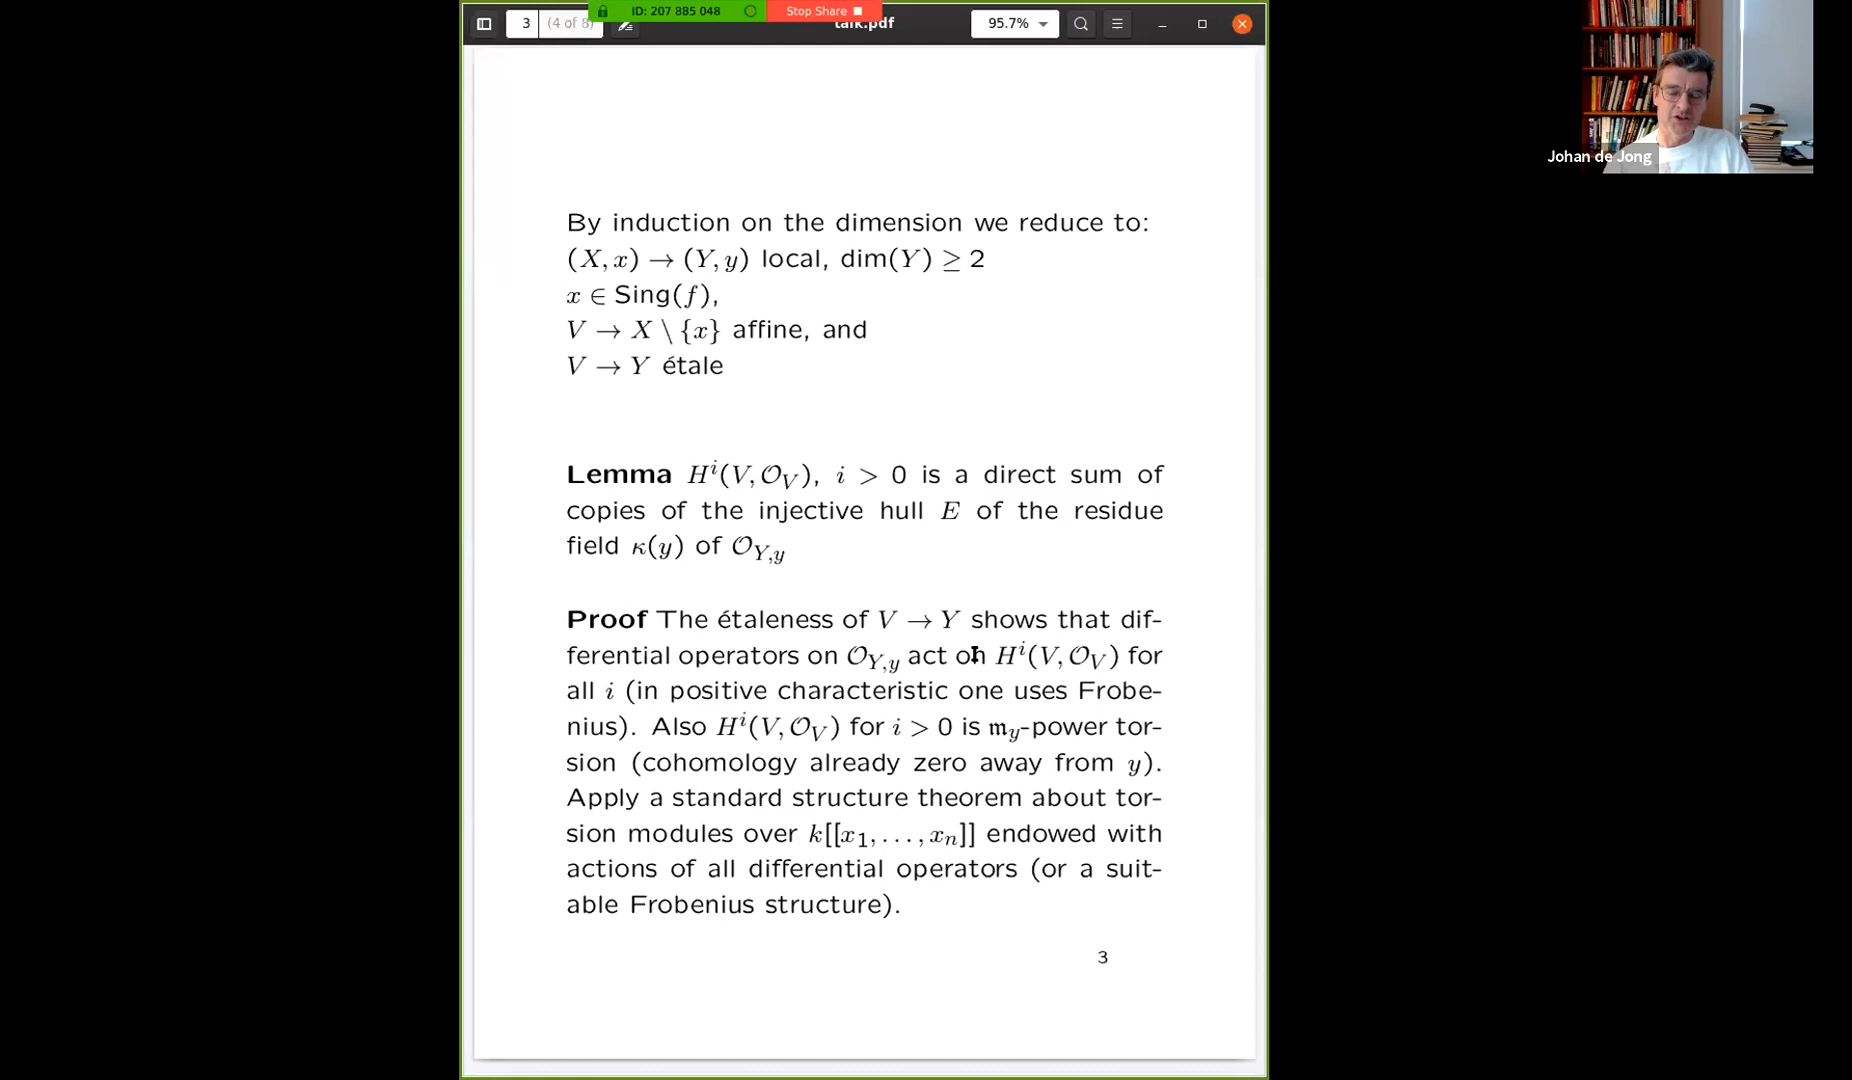 ID: 207 885 048
Stop Share
3 (4 of 8)
talk.pdf
95.7%
Johan de Jong
By induction on the dimension we reduce to:
(X, x) → (Y, y) local, dim(Y) ≥ 2
x ∈ Sing(f),
V → X \ {x} affine, and
V → Y étale
Lemma Hⁱ(V, 𝒪_V), i > 0 is a direct sum of
copies of the injective hull E of the residue
field κ(y) of 𝒪_{Y,y}
Proof The étaleness of V → Y shows that dif-
ferential operators on 𝒪_{Y,y} act on Hⁱ(V, 𝒪_V) for
all i (in positive characteristic one uses Frobe-
nius). Also Hⁱ(V, 𝒪_V) for i > 0 is 𝔪_y-power tor-
sion (cohomology already zero away from y).
Apply a standard structure theorem about tor-
sion modules over k[[x₁, . . . , xₙ]] endowed with
actions of all differential operators (or a suit-
able Frobenius structure).
3